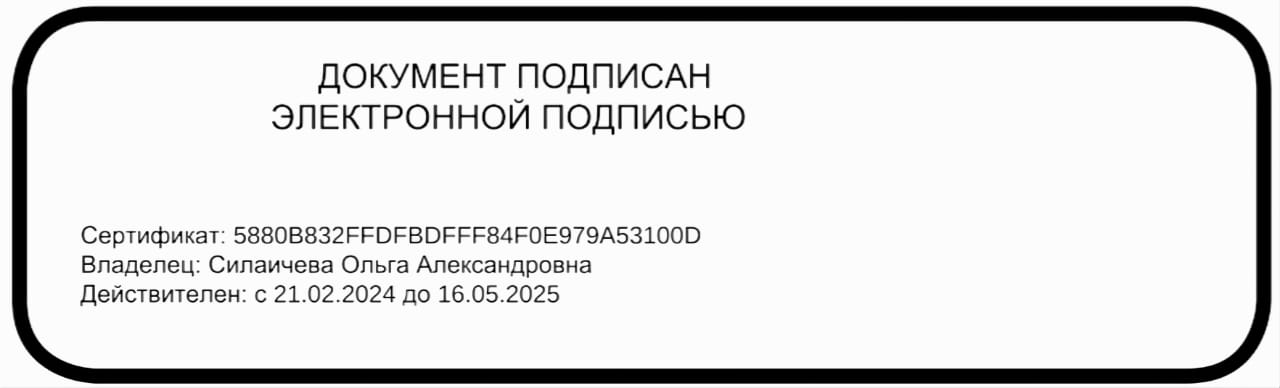 ДОКУМЕНТ ПОДПИСАН
ЭЛЕКТРОННОЙ ПОДПИСЬЮ
Сертификат: 5880B832FFDFBDFFF84F0E979A53100D
Владелец: Силаичева Ольга Александровна
Действителен: с 21.02.2024 до 16.05.2025